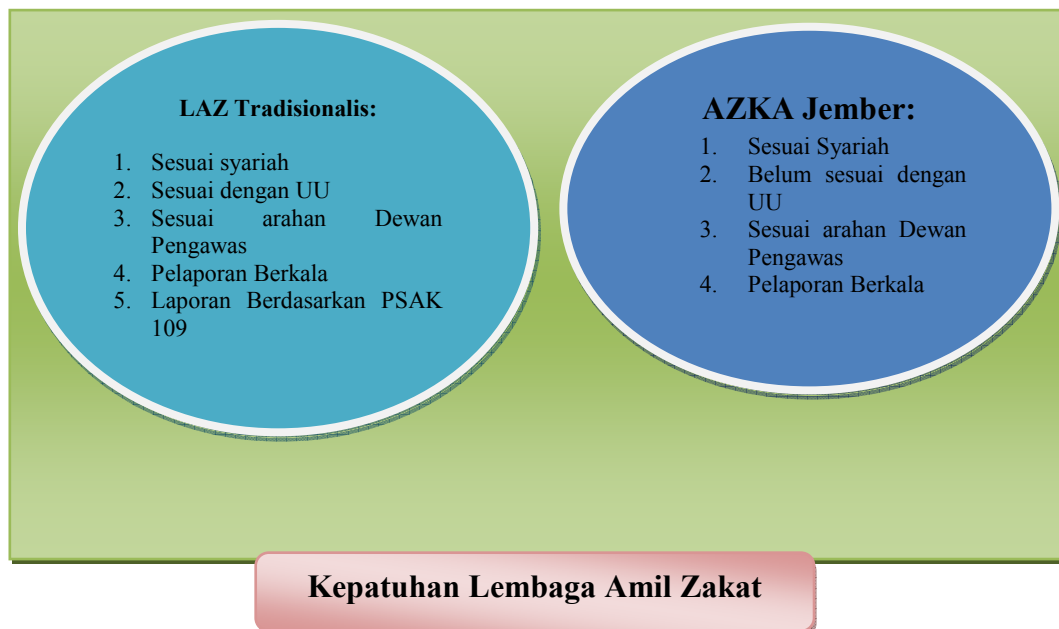 LAZ Tradisionalis:
1. Sesuai syariah
2. Sesuai dengan UU
3. Sesuai arahan Dewan
Pengawas
4. Pelaporan Berkala
5. Laporan Berdasarkan PSAK
109
AZKA Jember:
1. Sesuai Syariah
2. Belum sesuai dengan
UU
3. Sesuai arahan Dewan
Pengawas
4. Pelaporan Berkala
Kepatuhan Lembaga Amil Zakat